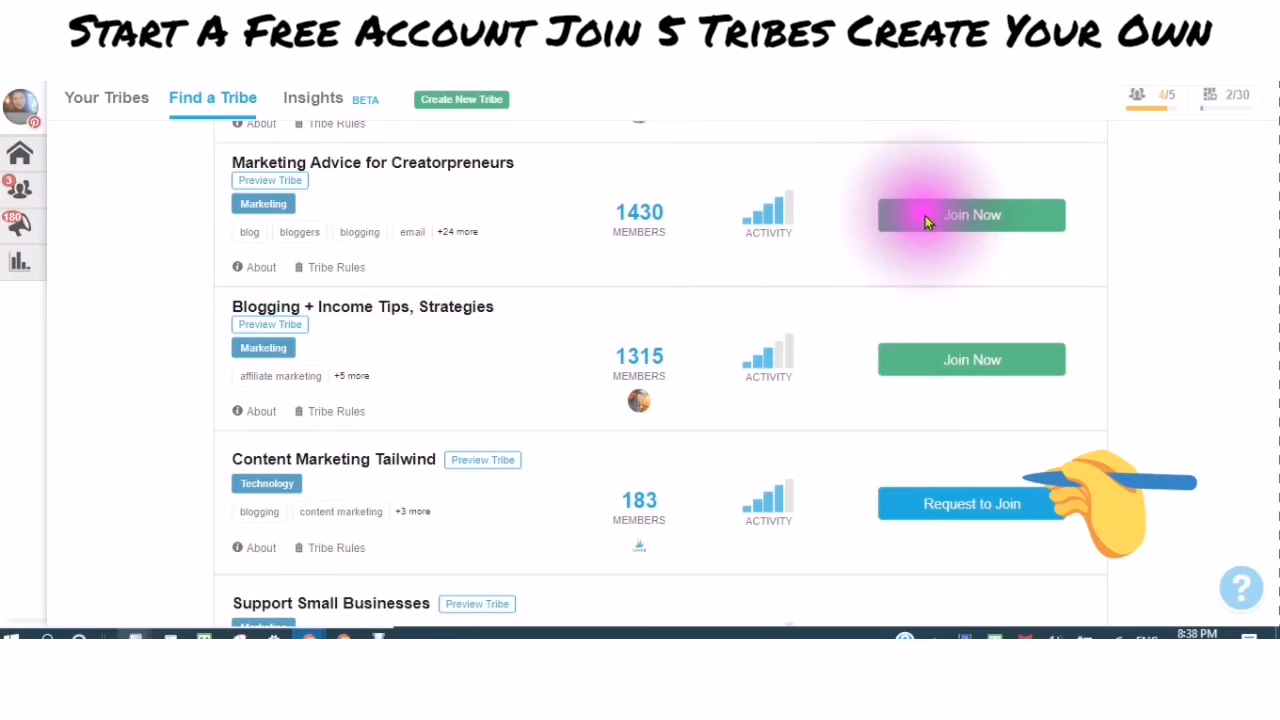 START A FREE ACCOUNT JOIN 5 TRIBES CREATE YOUR OWN
Your Tribes Find a Tribe Insights BETA Create New Tribe 4/5 2/30
About Tribe Rules
Marketing Advice for Creatorpreneurs
Preview Tribe
Marketing
blog bloggers blogging email +24 more
1430
MEMBERS
ACTIVITY
Join Now
About Tribe Rules
3
180
Blogging + Income Tips, Strategies
Preview Tribe
Marketing
affiliate marketing +5 more
1315
MEMBERS
ACTIVITY
Join Now
About Tribe Rules
Content Marketing Tailwind Preview Tribe
Technology
blogging content marketing +3 more
183
MEMBERS
ACTIVITY
Request to Join
About Tribe Rules
?
Support Small Businesses Preview Tribe
Marketing
8:38 PM